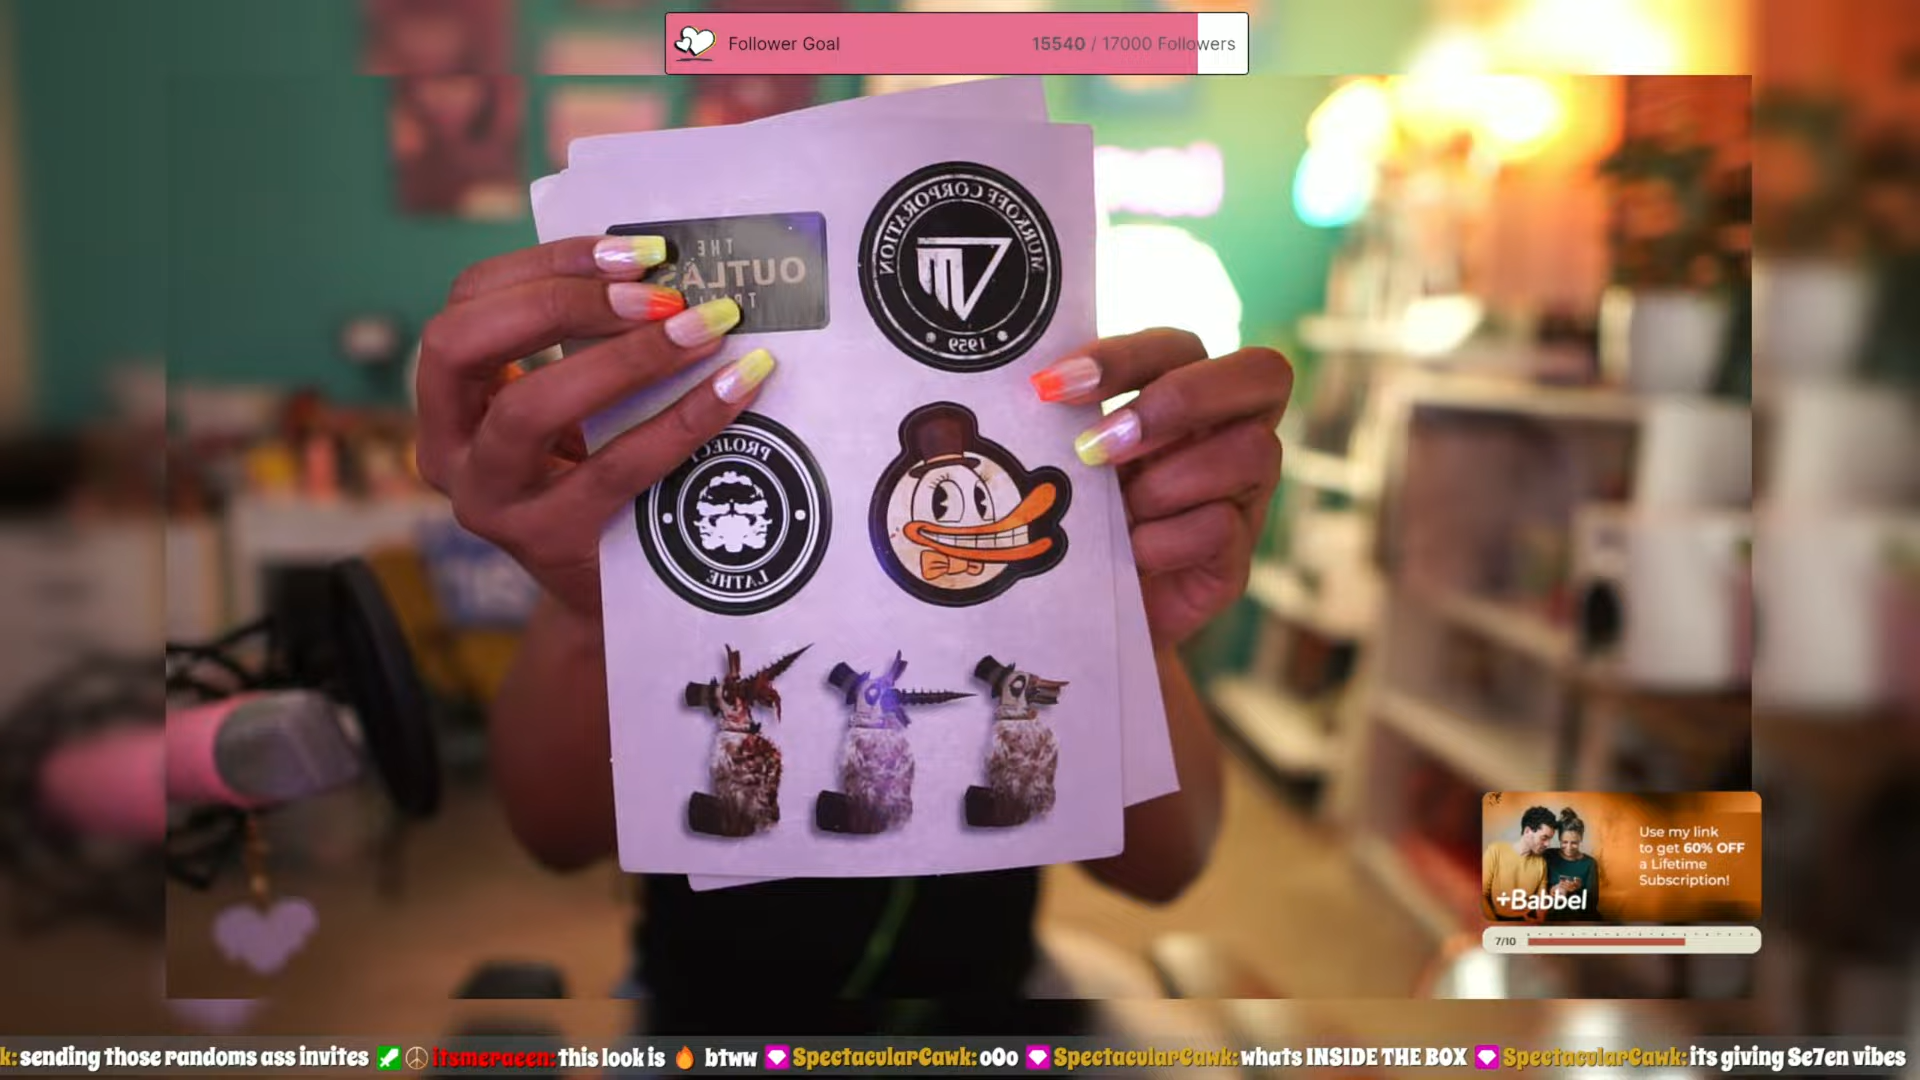 Follower Goal
15540 / 17000 Followers
THE
OUTLAS
MURKOFF CORPORATION
1959
PROJECT
LATHE
Use my link
to get 60% OFF
a Lifetime
Subscription!
+Babbel
7/10
k: sending those randoms ass invites itsmeraeen: this look is btww SpectacularCawk: oOo SpectacularCawk: whats INSIDE THE BOX SpectacularCawk: its giving Se7en vibes